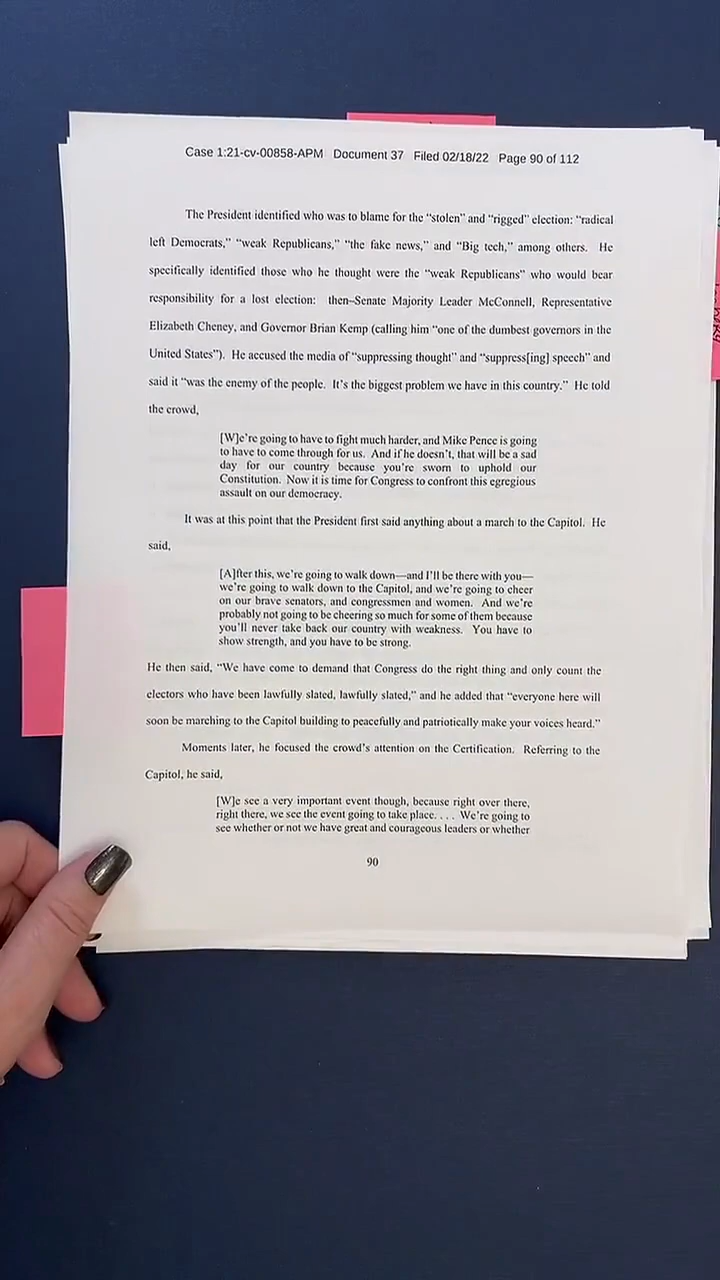 Case 1:21-cv-00858-APM Document 37 Filed 02/18/22 Page 90 of 112
The President identified who was to blame for the “stolen” and “rigged” election: “radical
left Democrats,” “weak Republicans,” “the fake news,” and “Big tech,” among others. He
specifically identified those who he thought were the “weak Republicans” who would bear
responsibility for a lost election: then–Senate Majority Leader McConnell, Representative
Elizabeth Cheney, and Governor Brian Kemp (calling him “one of the dumbest governors in the
United States”). He accused the media of “suppressing thought” and “suppress[ing] speech” and
said it “was the enemy of the people. It’s the biggest problem we have in this country.” He told
the crowd,
[W]e’re going to have to fight much harder, and Mike Pence is going
to have to come through for us. And if he doesn’t, that will be a sad
day for our country because you’re sworn to uphold our
Constitution. Now it is time for Congress to confront this egregious
assault on our democracy.
It was at this point that the President first said anything about a march to the Capitol. He
said,
[A]fter this, we’re going to walk down—and I’ll be there with you—
we’re going to walk down to the Capitol, and we’re going to cheer
on our brave senators, and congressmen and women. And we’re
probably not going to be cheering so much for some of them because
you’ll never take back our country with weakness. You have to
show strength, and you have to be strong.
He then said, “We have come to demand that Congress do the right thing and only count the
electors who have been lawfully slated, lawfully slated,” and he added that “everyone here will
soon be marching to the Capitol building to peacefully and patriotically make your voices heard.”
Moments later, he focused the crowd’s attention on the Certification. Referring to the
Capitol, he said,
[W]e see a very important event though, because right over there,
right there, we see the event going to take place. . . . We’re going to
see whether or not we have great and courageous leaders or whether
90